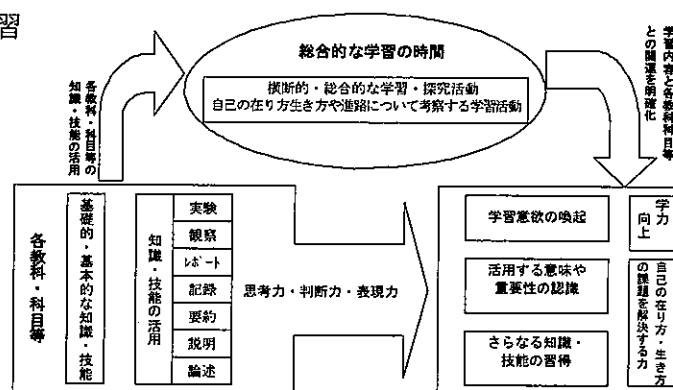 習
総合的な学習の時間
横断的・総合的な学習・探究活動
自己の在り方生き方や進路について考察する学習活動
各教科・科目等の
知識・技能の活用
学習内容と各教科科目等
との関連を明確化
各教科・科目等
基礎的・基本的な知識・技能
知識・技能の活用
実験
観察
レポート
記録
要約
説明
論述
思考力・判断力・表現力
学習意欲の喚起
活用する意味や
重要性の認識
さらなる知識・
技能の習得
学力
向上
自己の在り方・生き方
の課題を解決する力